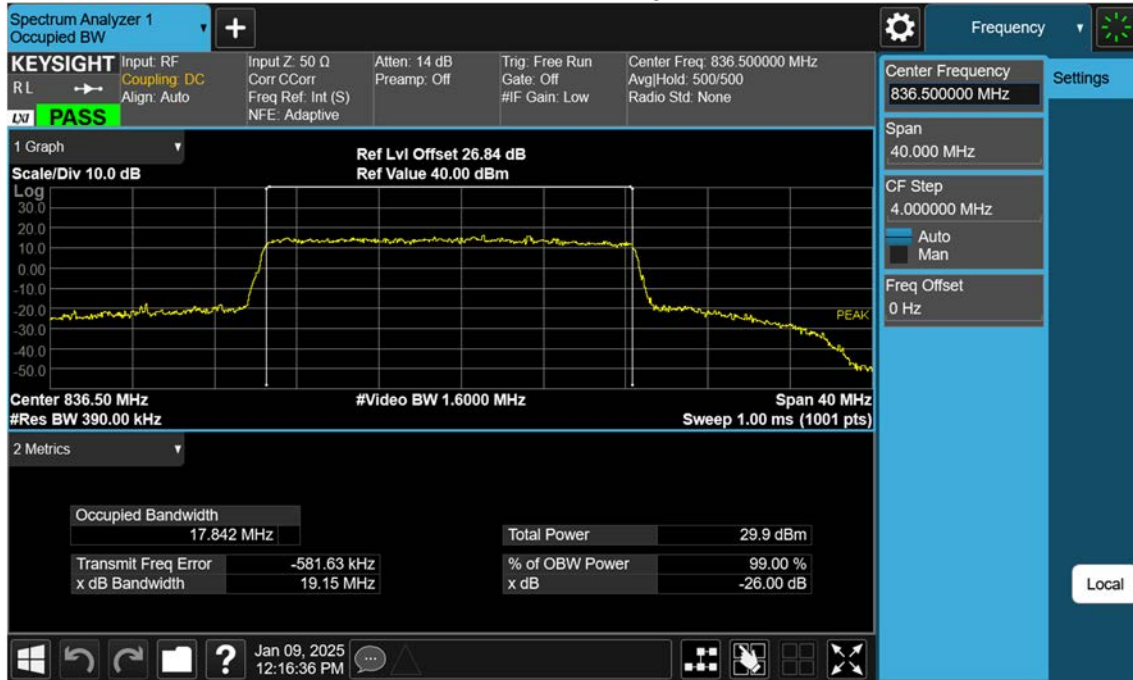 Spectrum Analyzer 1
Occupied BW
+
Frequency
KEYSIGHT
RL
LXI PASS
Input: RF
Coupling: DC
Align: Auto
Input Z: 50 Ω
Corr CCorr
Freq Ref: Int (S)
NFE: Adaptive
Atten: 14 dB
Preamp: Off
Trig: Free Run
Gate: Off
#IF Gain: Low
Center Freq: 836.500000 MHz
Avg|Hold: 500/500
Radio Std: None
1 Graph
Scale/Div 10.0 dB
Ref Lvl Offset 26.84 dB
Ref Value 40.00 dBm
Log
30.0
20.0
10.0
0.00
-10.0
-20.0
-30.0
-40.0
-50.0
PEAK
Center 836.50 MHz
#Video BW 1.6000 MHz
Span 40 MHz
#Res BW 390.00 kHz
Sweep 1.00 ms (1001 pts)
2 Metrics
Occupied Bandwidth
17.842 MHz
Total Power 29.9 dBm
Transmit Freq Error -581.63 kHz
% of OBW Power 99.00 %
x dB Bandwidth 19.15 MHz
x dB -26.00 dB
Center Frequency
836.500000 MHz
Settings
Span
40.000 MHz
CF Step
4.000000 MHz
Auto
Man
Freq Offset
0 Hz
Local
?
Jan 09, 2025
12:16:36 PM